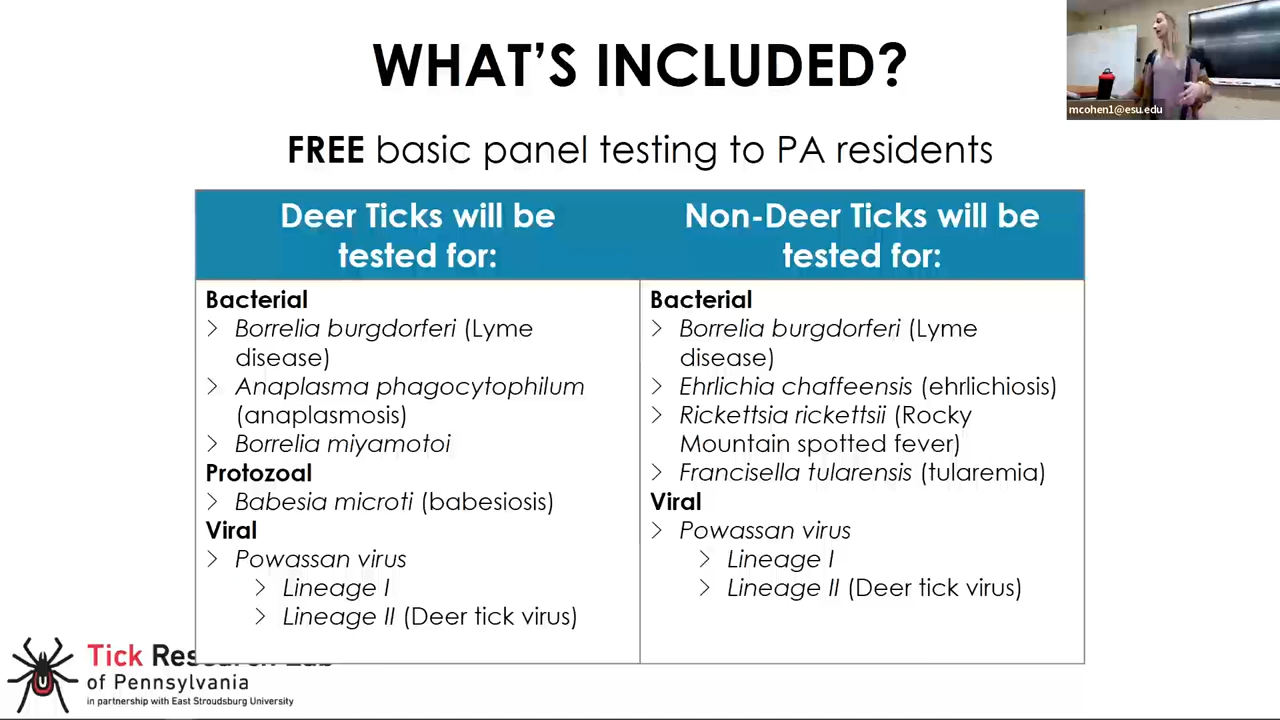 WHAT'S INCLUDED?
mcohen1@esu.edu
FREE basic panel testing to PA residents
Deer Ticks will be
tested for:
Bacterial
> Borrelia burgdorferi (Lyme
disease)
> Anaplasma phagocytophilum
(anaplasmosis)
> Borrelia miyamotoi
Protozoal
> Babesia microti (babesiosis)
Viral
> Powassan virus
> Lineage I
> Lineage II (Deer tick virus)
Non-Deer Ticks will be
tested for:
Bacterial
> Borrelia burgdorferi (Lyme
disease)
> Ehrlichia chaffeensis (ehrlichiosis)
> Rickettsia rickettsii (Rocky
Mountain spotted fever)
> Francisella tularensis (tularemia)
Viral
> Powassan virus
> Lineage I
> Lineage II (Deer tick virus)
Tick Research Lab
of Pennsylvania
in partnership with East Stroudsburg University